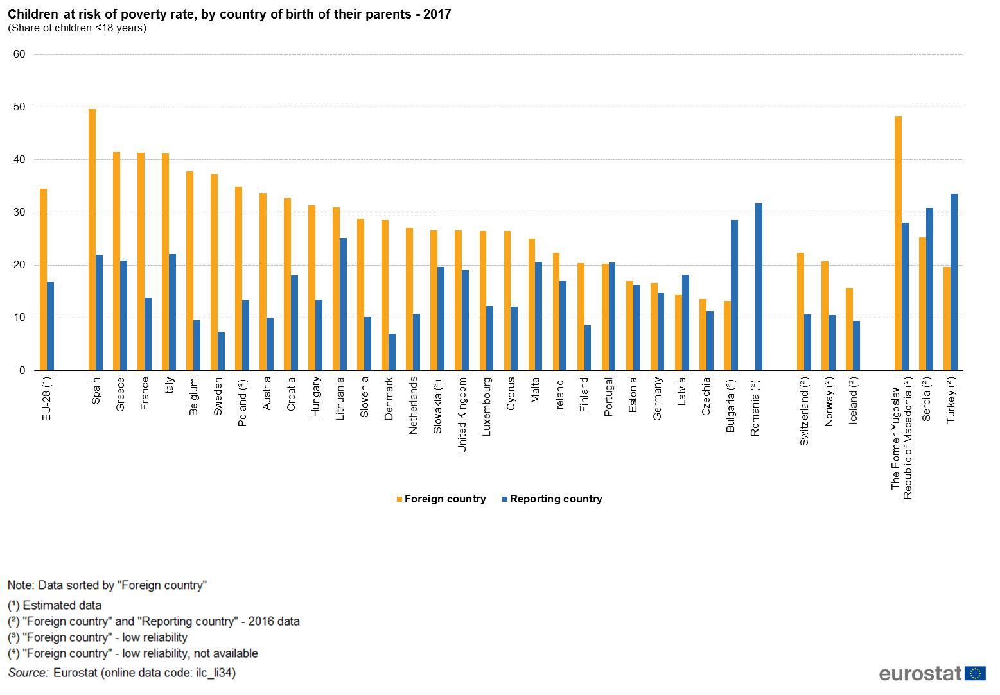 Children at risk of poverty rate, by country of birth of their parents - 2017
(Share of children <18 years)
60
50
40
30
20
10
0
EU-28 (¹)
Spain
Greece
France
Italy
Belgium
Sweden
Poland (³)
Austria
Croatia
Hungary
Lithuania
Slovenia
Denmark
Netherlands
Slovakia (³)
United Kingdom
Luxembourg
Cyprus
Malta
Ireland
Finland
Portugal
Estonia
Germany
Latvia
Czechia
Bulgaria (³)
Romania (³)
Switzerland (²)
Norway (²)
Iceland (²)
The Former Yugoslav
Republic of Macedonia (²)
Serbia (²)
Turkey (²)
Foreign country
Reporting country
Note: Data sorted by "Foreign country"
(¹) Estimated data
(²) "Foreign country" and "Reporting country" - 2016 data
(³) "Foreign country" - low reliability
(⁴) "Foreign country" - low reliability, not available
Source: Eurostat (online data code: ilc_li34)
eurostat